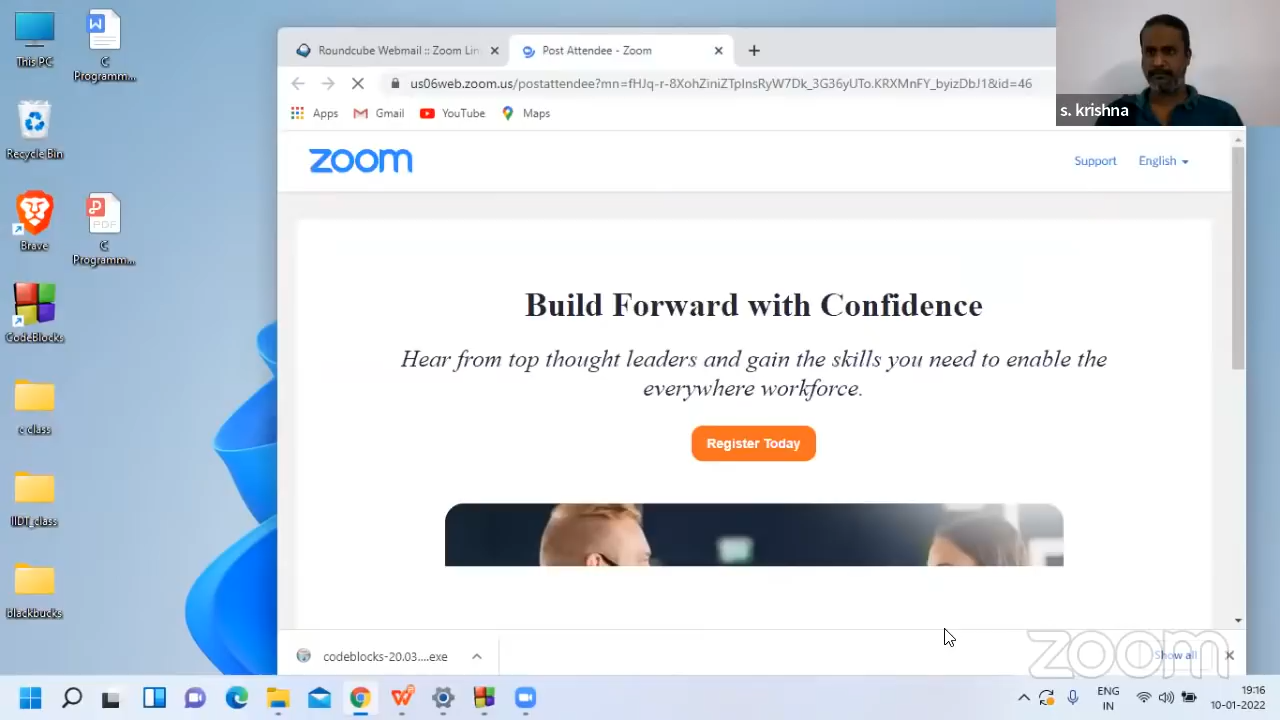 This PC
C
Programm...
Recycle Bin
Brave
C
Programm...
PDF
CodeBlocks
c class
IIDT_class
blackbucks
Roundcube Webmail :: Zoom Lin
Post Attendee - Zoom
us06web.zoom.us/postattendee?mn=fHJq-r-8XohZiniZTpInsRyW7Dk_3G36yUTo.KRXMnFY_byizDbJ1&id=46
Apps
Gmail
YouTube
Maps
s. krishna
zoom
Support
English
Build Forward with Confidence
Hear from top thought leaders and gain the skills you need to enable the
everywhere workforce.
Register Today
codeblocks-20.03....exe
Show all
zoom
ENG
IN
19:16
10-01-2022